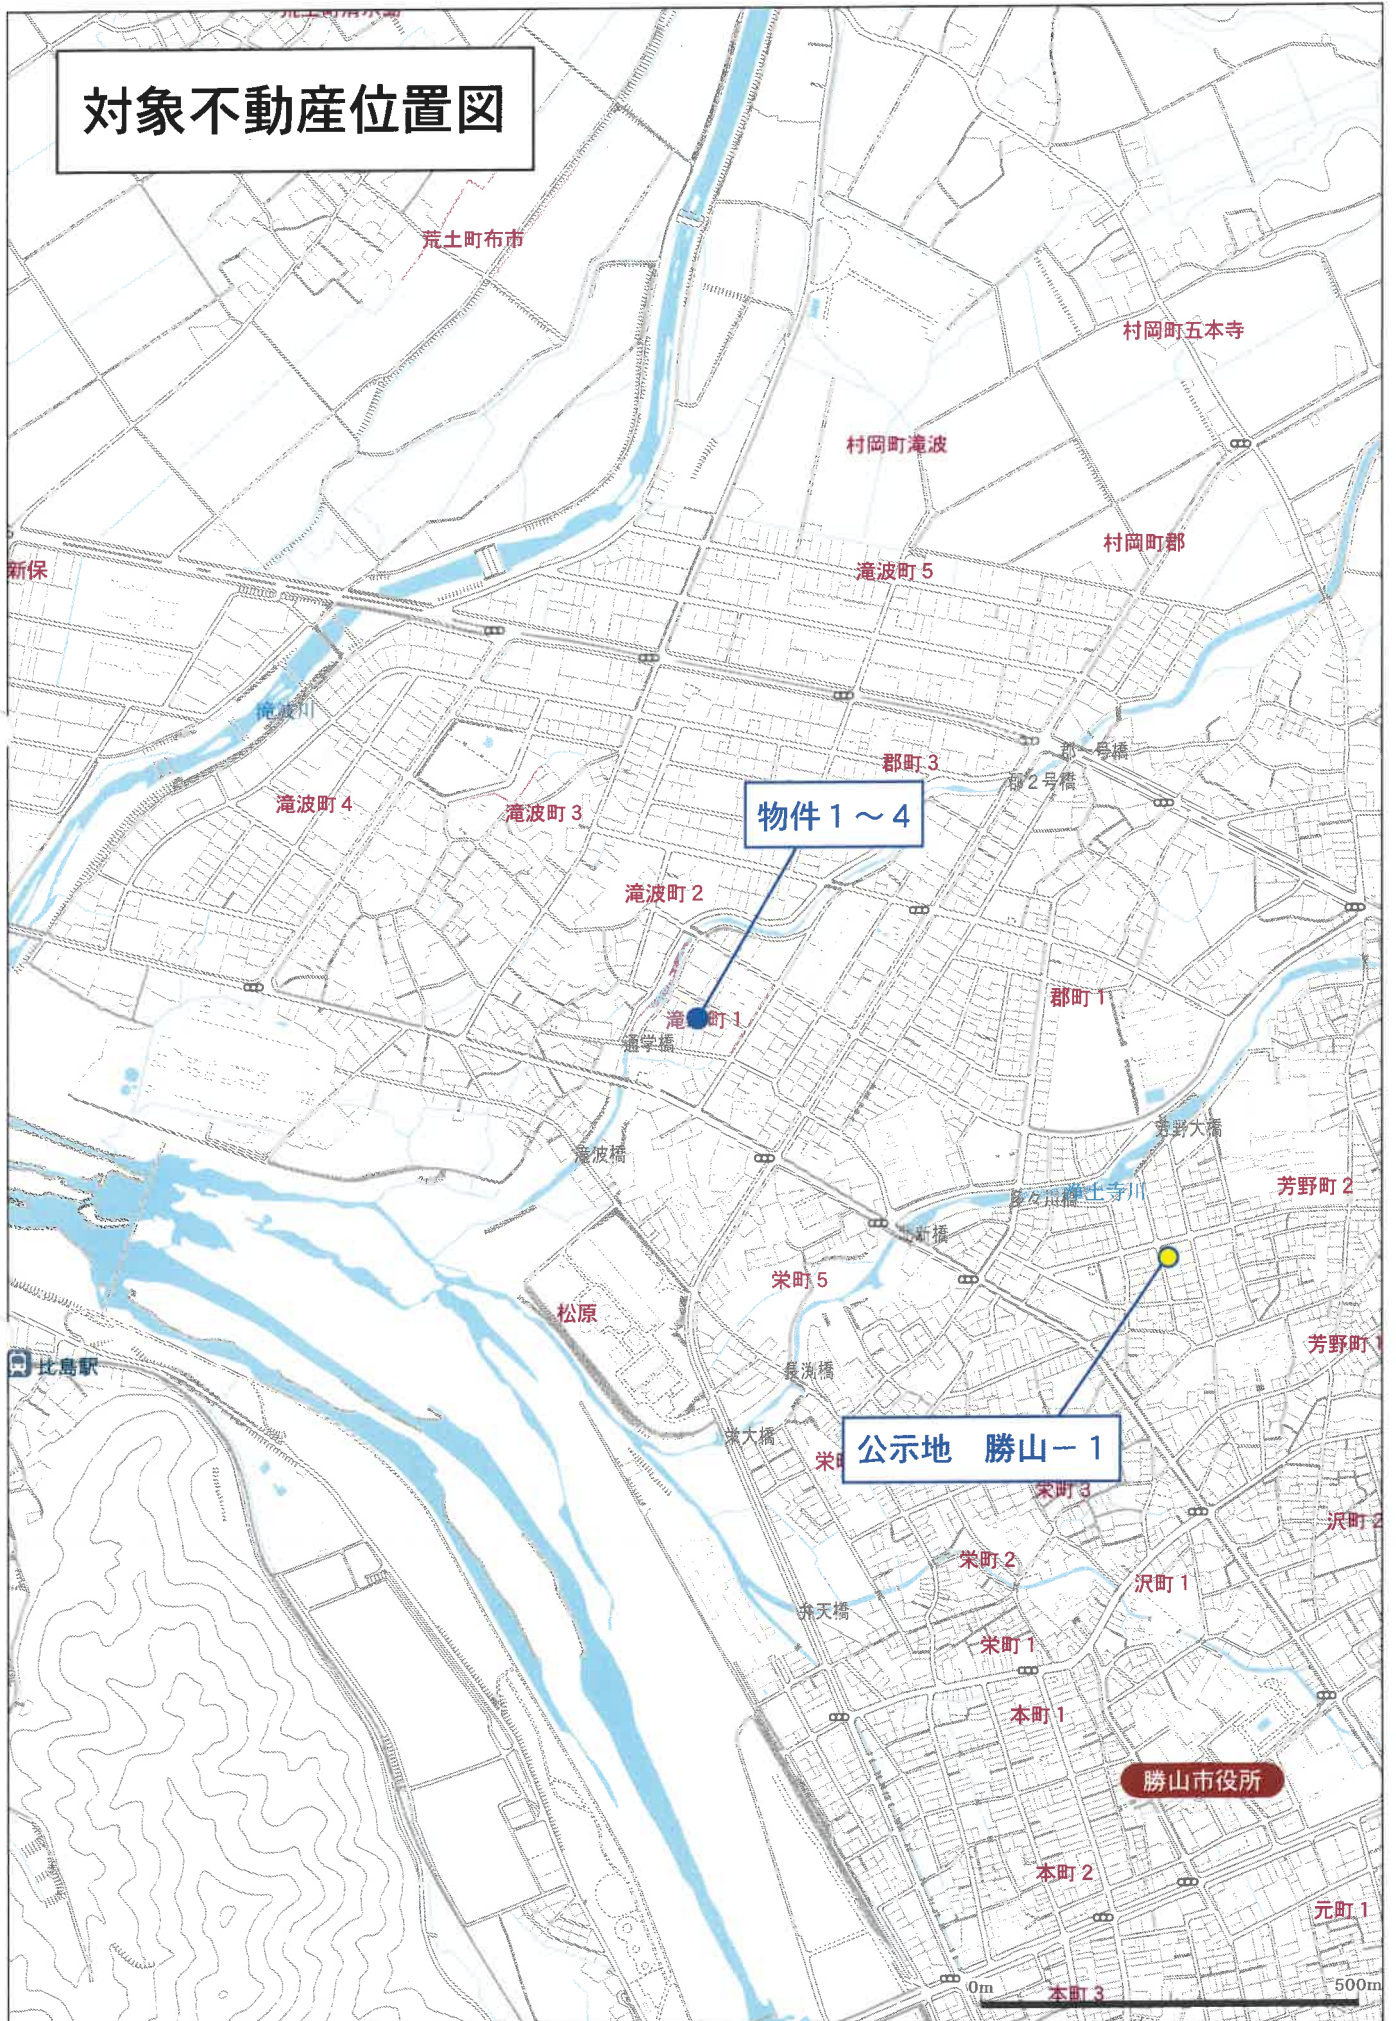 対象不動産位置図
荒土町布市
村岡町五本寺
村岡町滝波
村岡町郡
新保
滝波町5
滝波川
郡町3
郡一号橋
郡2号橋
滝波町4
滝波町3
物件1～4
滝波町2
郡町1
滝 町1
通学橋
芳野大橋
滝波橋
芳野町2
北新橋
栄町5
松原
芳野町1
比島駅
長渕橋
栄大橋
公示地 勝山－1
栄町3
沢町2
栄町2
沢町1
弁天橋
栄町1
本町1
勝山市役所
本町2
元町1
0m
500m
本町3